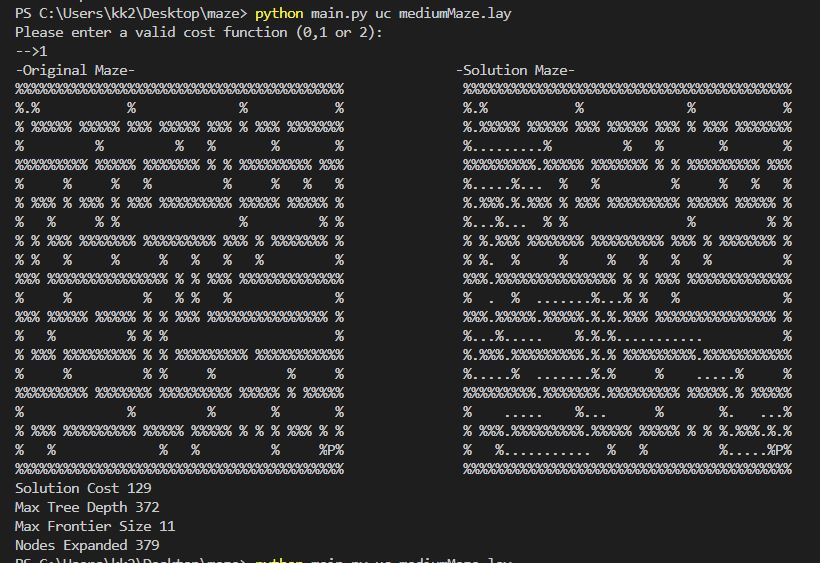 PS C:\Users\kk2\Desktop\maze> python main.py uc mediumMaze.lay
Please enter a valid cost function (0,1 or 2):
-->1
-Original Maze-                                        -Solution Maze-
%%%%%%%%%%%%%%%%%%%%%%%%%%%%%%%%%%%%%%%%%               %%%%%%%%%%%%%%%%%%%%%%%%%%%%%%%%%%%%%%%%%
%.%           %             %           %               %.%           %             %           %
% %%%%% %%%%% %%% %%%%% %%% % %%% %%%%%%%               %.%%%%% %%%%% %%% %%%%% %%% % %%% %%%%%%%
%         %         %   %       %       %               %.........%         %   %       %       %
%%%%%%%%% %%%%% %%%%%%% % % %%%%%%%%% %%%               %%%%%%%%%.%%%%% %%%%%%% % % %%%%%%%%% %%%
%     %     %   %         %     %   %   %               %.....%...  %   %         %     %   %   %
% %%% % %%% % %%% %%%%%%%%% %%%%% %%%%% %               %.%%%.%.%%% % %%% %%%%%%%%% %%%%% %%%%% %
%   %     % %               %         % %               %...%...  % %               %         % %
% % %%% %%%%%%% %%%%%%%%% %%% % %%%%%%% %               % %.%%% %%%%%%% %%%%%%%%% %%% % %%%%%%% %
% %   %     %     %   %   %   %         %               % %.  %     %     %   %   %   %         %
%%% %%%%%%%%%%%%%%% % % %%%%%%%%%%%%%%%%%               %%%.%%%%%%%%%%%%%%% % % %%%%%%%%%%%%%%%%%
%     %         %   % %   %             %               %  .  %  .......%...% %   %             %
%%% %%%%% %%%%% % % %%% %%%%%%%%%%%%%%% %               %%%.%%%%%.%%%%%.%.%.%%% %%%%%%%%%%%%%%% %
%   %         % % %                     %               %...%.....    %.%.%...........          %
% %%% %%%%%%%%% % % %%%%%%%%% %%%%%%%%%%%               %.%%%.%%%%%%%%%.%.% %%%%%%%%%.%%%%%%%%%%%
%     %         % %     %         %     %               %.....%  .......%.%     %    .....%     %
%%%%%%%%% %%%%%%% %%%%%%%%% %%%%% % %%%%%               %%%%%%%%%.%%%%%%%.%%%%%%%%% %%%%%.% %%%%%
%             %         %       %       %               %    .....    %...      %       %.   ...%
% %%% %%%%%%%%% %%%%% %%%%% % % % %%% % %               % %%%.%%%%%%%%%.%%%%% %%%%% % % %.%%%.%.%
%   %             %   %         %     %P%               %   %...........  %   %         %.....%P%
%%%%%%%%%%%%%%%%%%%%%%%%%%%%%%%%%%%%%%%%%               %%%%%%%%%%%%%%%%%%%%%%%%%%%%%%%%%%%%%%%%%
Solution Cost 129
Max Tree Depth 372
Max Frontier Size 11
Nodes Expanded 379
PS C:\Users\kk2\Desktop\maze> python main.py uc mediumMaze.lay